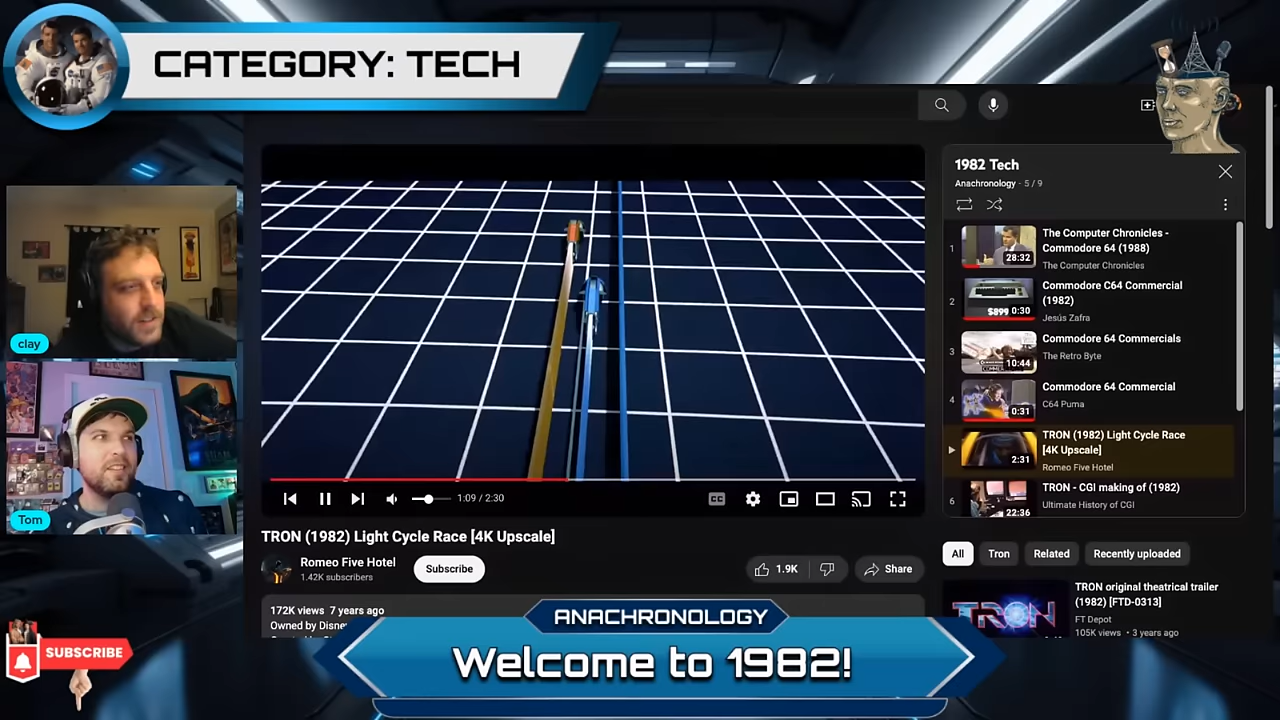 CATEGORY: TECH
clay
Tom
1:09 / 2:30
CC
TRON (1982) Light Cycle Race [4K Upscale]
Romeo Five Hotel
1.42K subscribers
Subscribe
1.9K
Share
172K views 7 years ago
1982 Tech
Anachronology - 5 / 9
1
28:32
The Computer Chronicles -
Commodore 64 (1988)
The Computer Chronicles
2
$899
0:30
Commodore C64 Commercial
(1982)
Jesús Zafra
3
10:44
Commodore 64 Commercials
The Retro Byte
4
0:31
Commodore 64 Commercial
C64 Puma
2:31
TRON (1982) Light Cycle Race
[4K Upscale]
Romeo Five Hotel
6
22:36
TRON - CGI making of (1982)
Ultimate History of CGI
All
Tron
Related
Recently uploaded
TRON
TRON original theatrical trailer
(1982) [FTD-0313]
FT Depot
105K views • 3 years ago
SUBSCRIBE
ANACHRONOLOGY
Welcome to 1982!